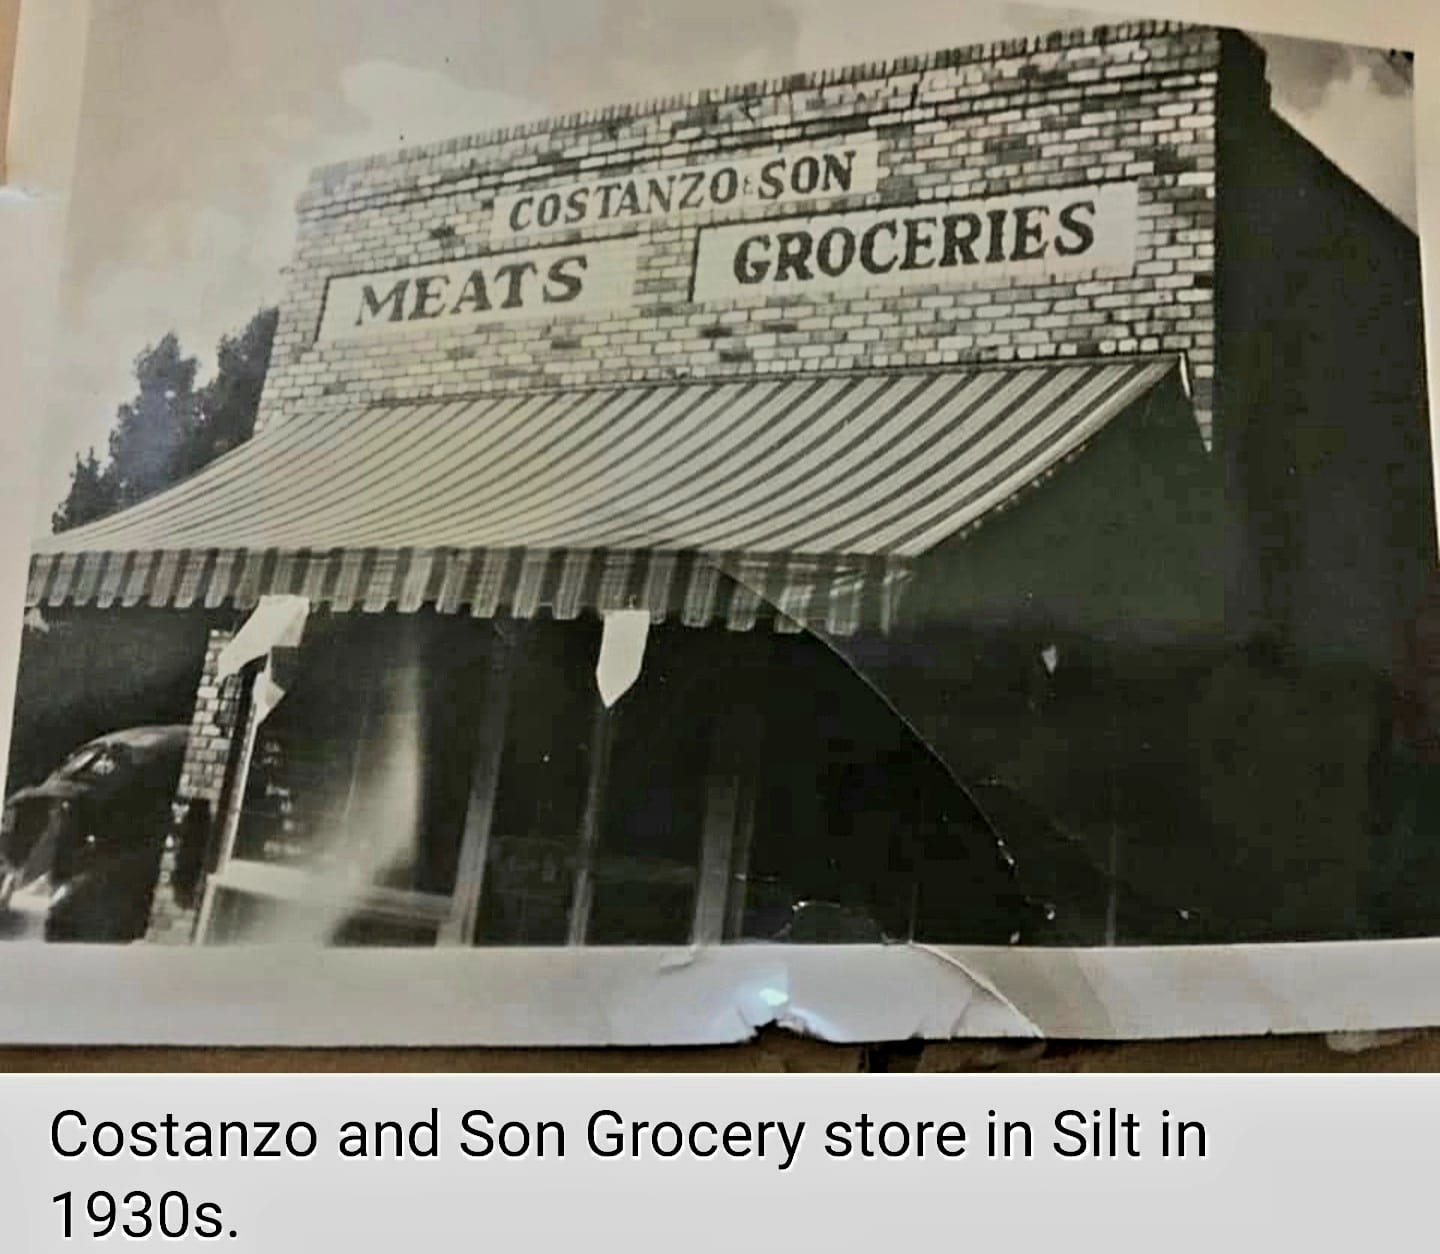 COSTANZO & SON
MEATS
GROCERIES
Costanzo and Son Grocery store in Silt in
1930s.